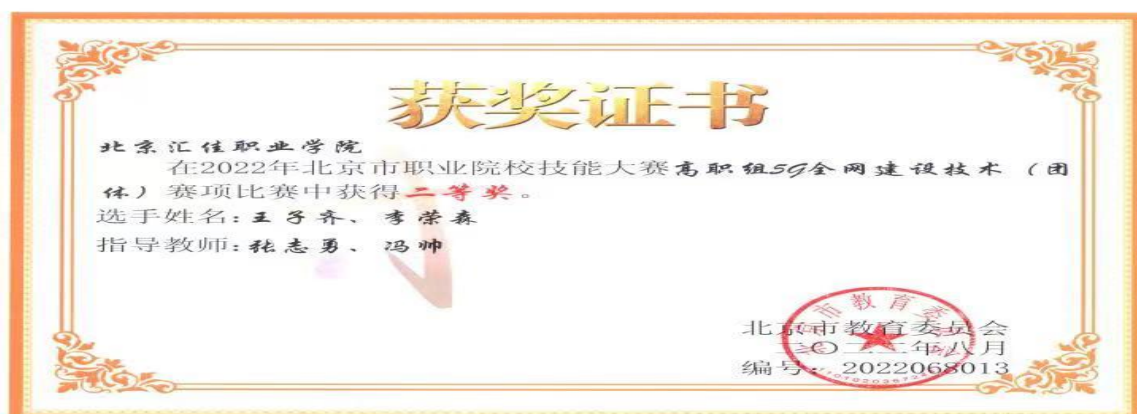 获奖证书
北京汇佳职业学院
在2022年北京市职业院校技能大赛高职组5G全网建设技术（团
体）赛项比赛中获得二等奖。
选手姓名：王子齐、李荣森
指导教师：张志勇、冯帅
北京市教育委员会
二〇二二年八月
编号：2022068013